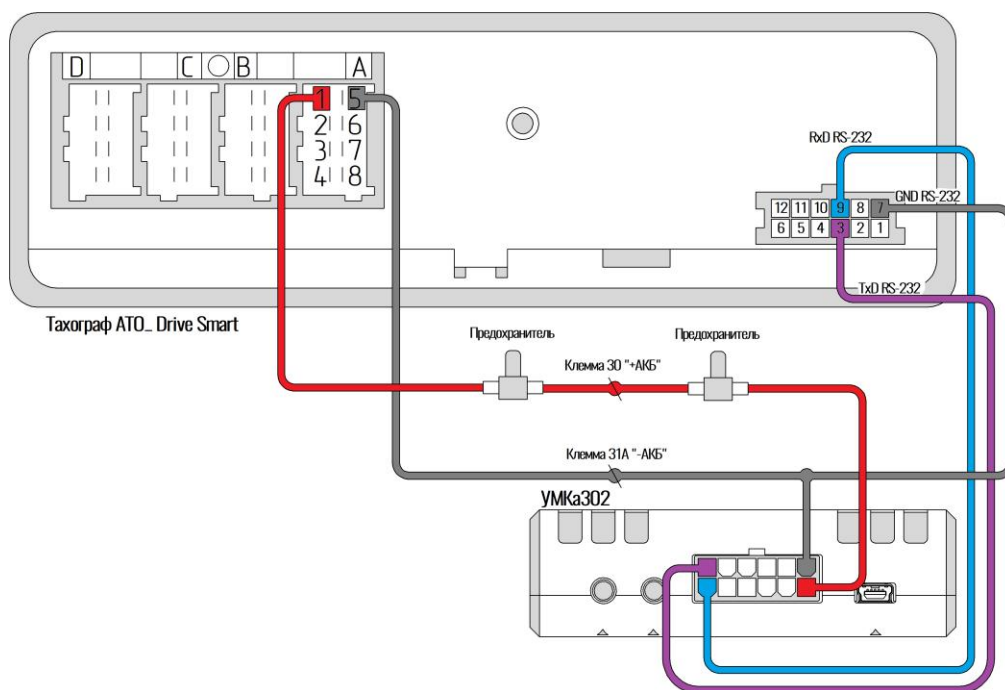 D C B A
1 5
2 6
3 7
4 8
RxD RS-232
GND RS-232
12 11 10 9 8 7
6 5 4 3 2 1
TxD RS-232
Тахограф АТО_ Drive Smart
Предохранитель
Предохранитель
Клемма 30 "+АКБ"
Клемма 31А "-АКБ"
УМКа302